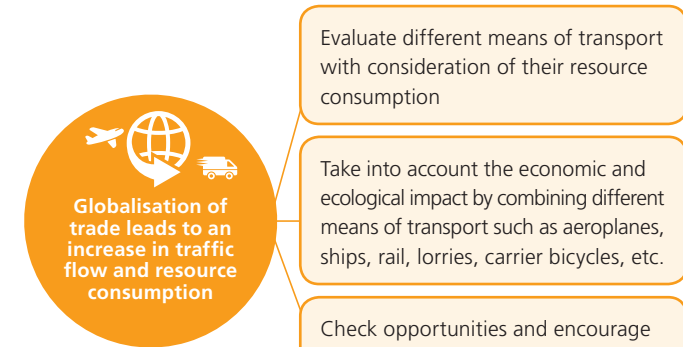 Globalisation of
trade leads to an
increase in traffic
flow and resource
consumption
Evaluate different means of transport
with consideration of their resource
consumption
Take into account the economic and
ecological impact by combining different
means of transport such as aeroplanes,
ships, rail, lorries, carrier bicycles, etc.
Check opportunities and encourage